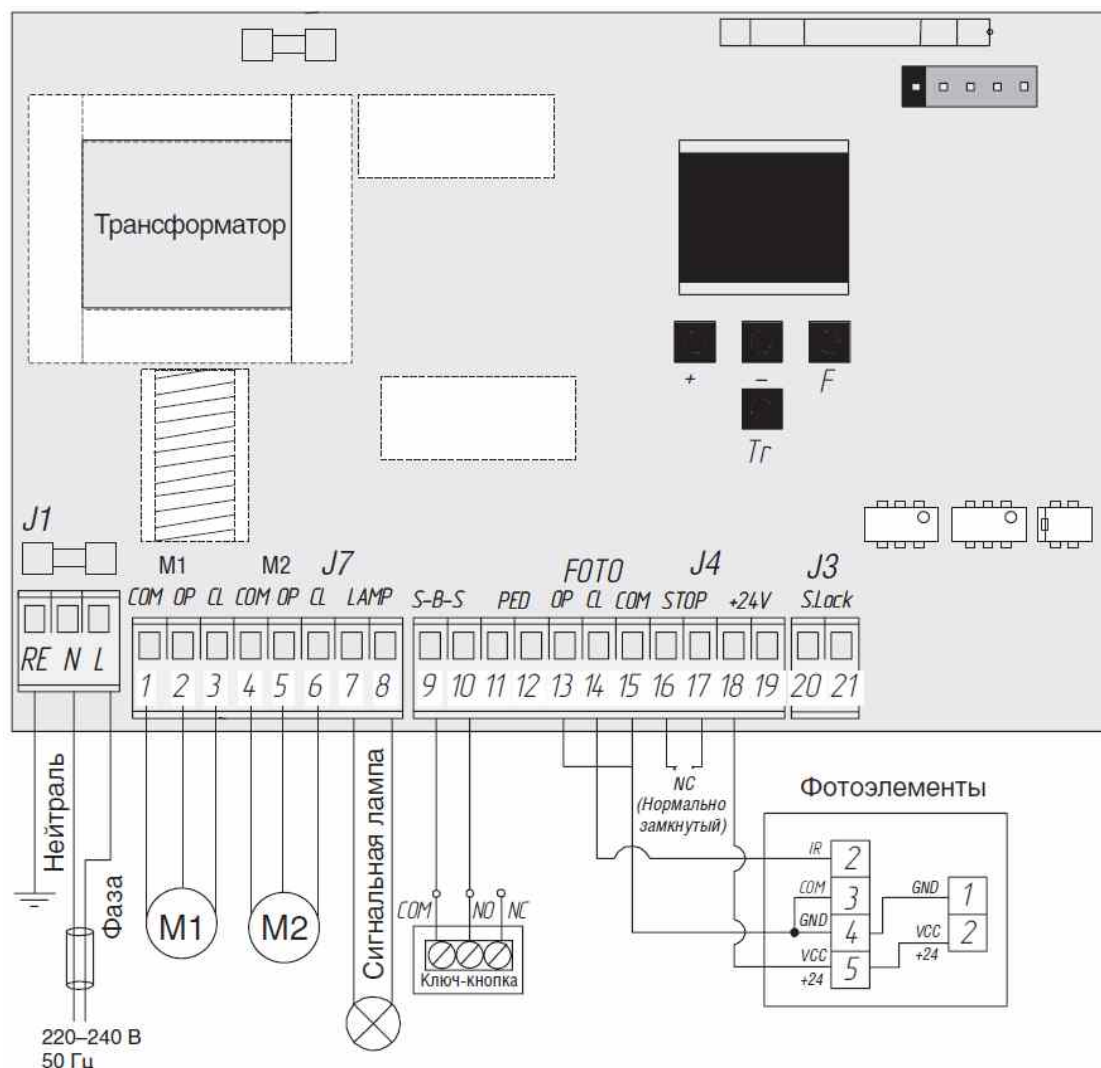 Трансформатор
+ − F
Tr
J1
M1 M2 J7 FOTO J4 J3
COM OP CL COM OP CL LAMP S-B-S PED OP CL COM STOP +24V S.Lock
RE N L
1 2 3 4 5 6 7 8 9 10 11 12 13 14 15 16 17 18 19 20 21
Нейтраль
Фаза
220–240 В
50 Гц
M1
M2
Сигнальная лампа
COM NO NC
Ключ-кнопка
NC
(Нормально
замкнутый)
Фотоэлементы
IR 2
COM 3
GND 4
VCC
+24 5
GND 1
VCC
+24 2